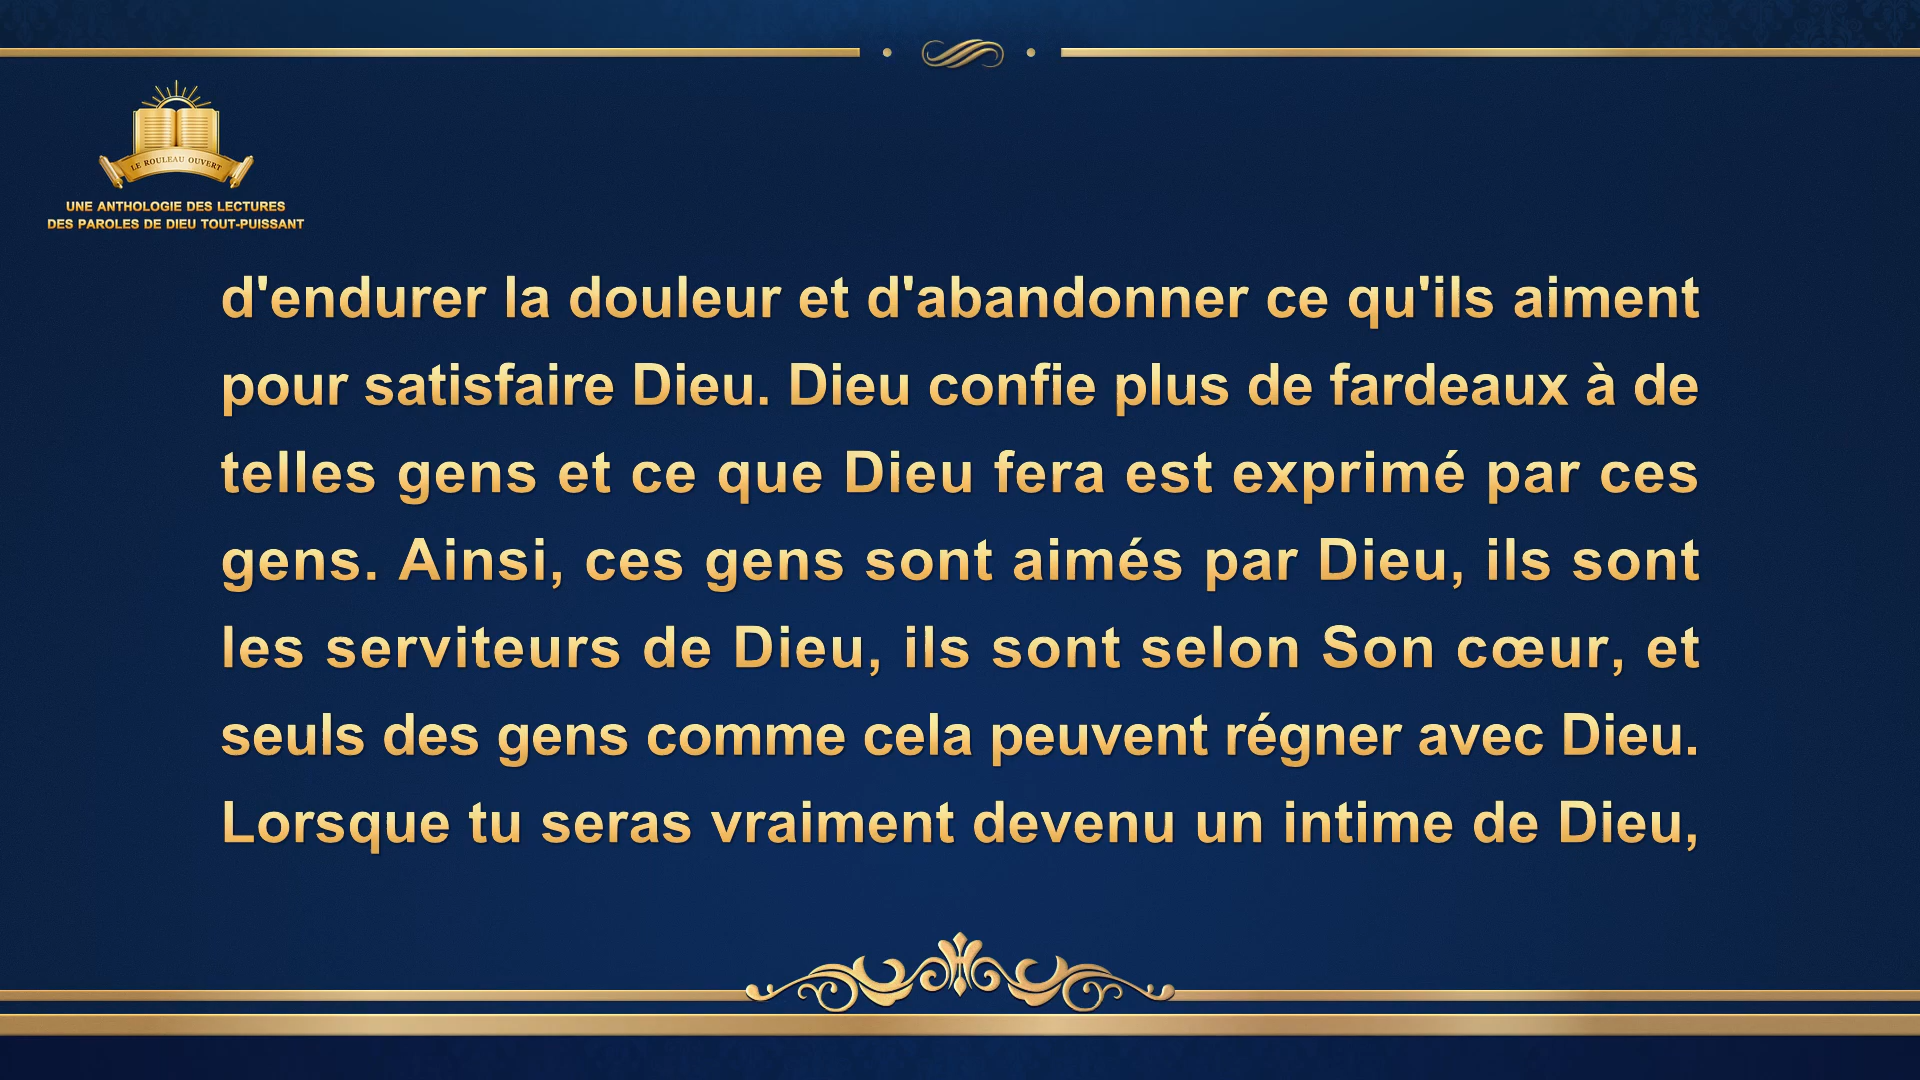 LE ROULEAU OUVERT
UNE ANTHOLOGIE DES LECTURES
DES PAROLES DE DIEU TOUT-PUISSANT
d'endurer la douleur et d'abandonner ce qu'ils aiment
pour satisfaire Dieu. Dieu confie plus de fardeaux à de
telles gens et ce que Dieu fera est exprimé par ces
gens. Ainsi, ces gens sont aimés par Dieu, ils sont
les serviteurs de Dieu, ils sont selon Son cœur, et
seuls des gens comme cela peuvent régner avec Dieu.
Lorsque tu seras vraiment devenu un intime de Dieu,